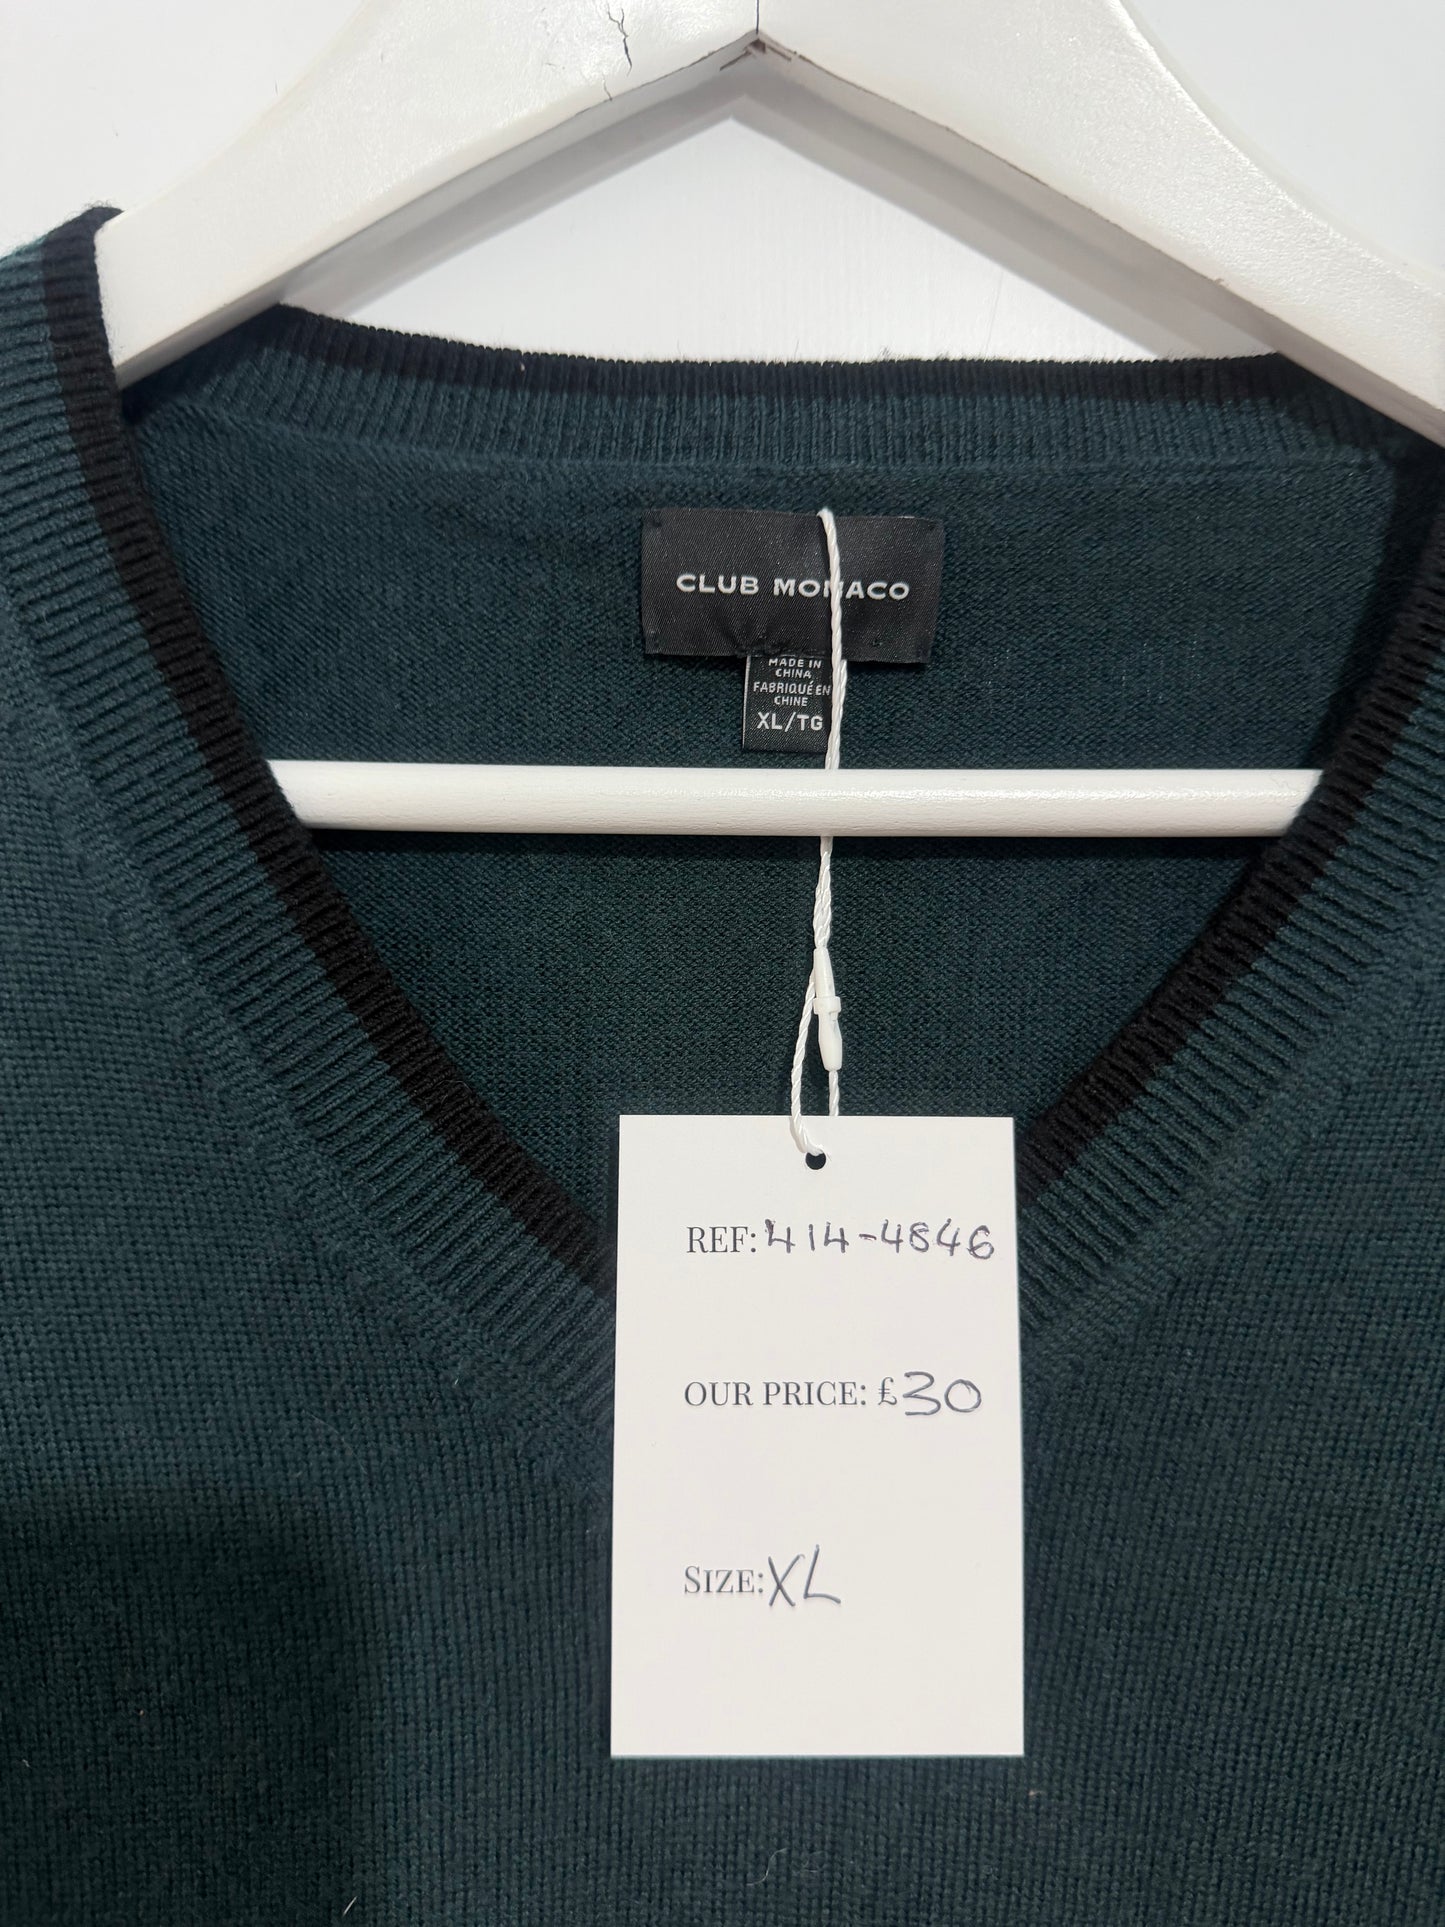 CLUB MONACO
MADE IN
CHINA
FABRIQUÉ EN
CHINE
XL/TG
REF: 414-4846
OUR PRICE: £30
SIZE: XL